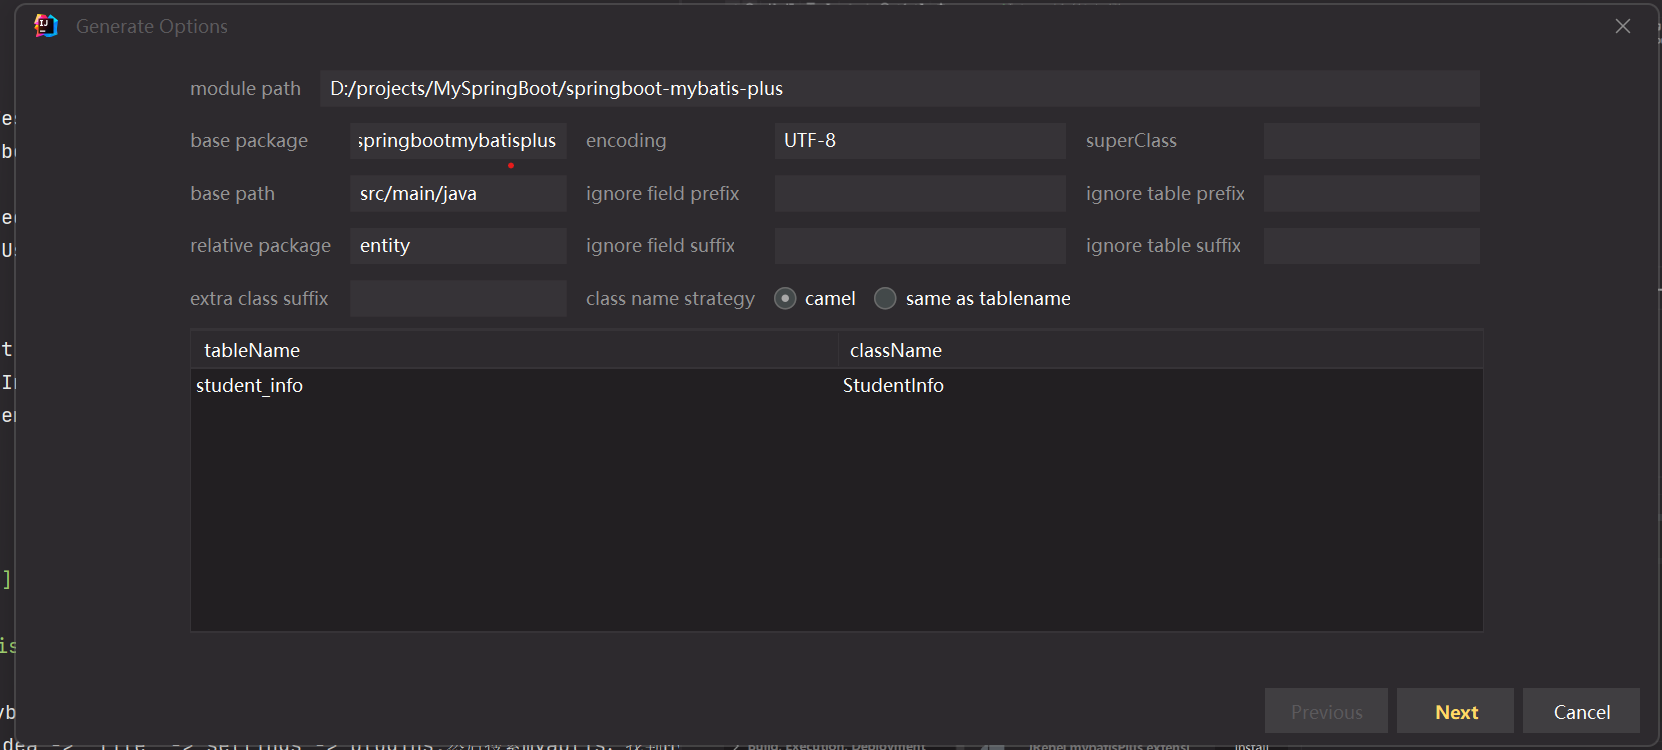 Generate Options
module path D:/projects/MySpringBoot/springboot-mybatis-plus
base package springbootmybatisplus encoding UTF-8 superClass
base path src/main/java ignore field prefix ignore table prefix
relative package entity ignore field suffix ignore table suffix
extra class suffix class name strategy camel same as tablename
tableName className
student_info StudentInfo
Previous Next Cancel